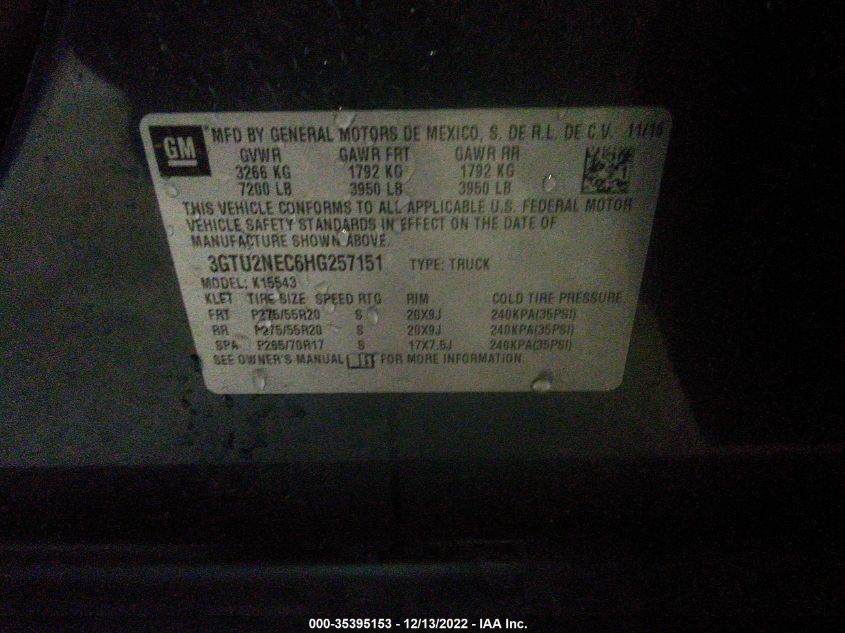 GM
® MFD BY GENERAL MOTORS DE MEXICO, S. DE R.L. DE C.V. 11/16
GVWR GAWR FRT GAWR RR
3266 KG 1792 KG 1792 KG
7200 LB 3950 LB 3950 LB
THIS VEHICLE CONFORMS TO ALL APPLICABLE U.S. FEDERAL MOTOR
VEHICLE SAFETY STANDARDS IN EFFECT ON THE DATE OF
MANUFACTURE SHOWN ABOVE.
3GTU2NEC6HG257151 TYPE: TRUCK
MODEL: K15543
KLET TIRE SIZE SPEED RTG RIM COLD TIRE PRESSURE
FRT P275/55R20 S 20X9J 240KPA(35PSI)
RR P275/55R20 S 20X9J 240KPA(35PSI)
SPA P265/70R17 S 17X7.5J 240KPA(35PSI)
SEE OWNER'S MANUAL FOR MORE INFORMATION.
000-35395153 - 12/13/2022 - IAA Inc.